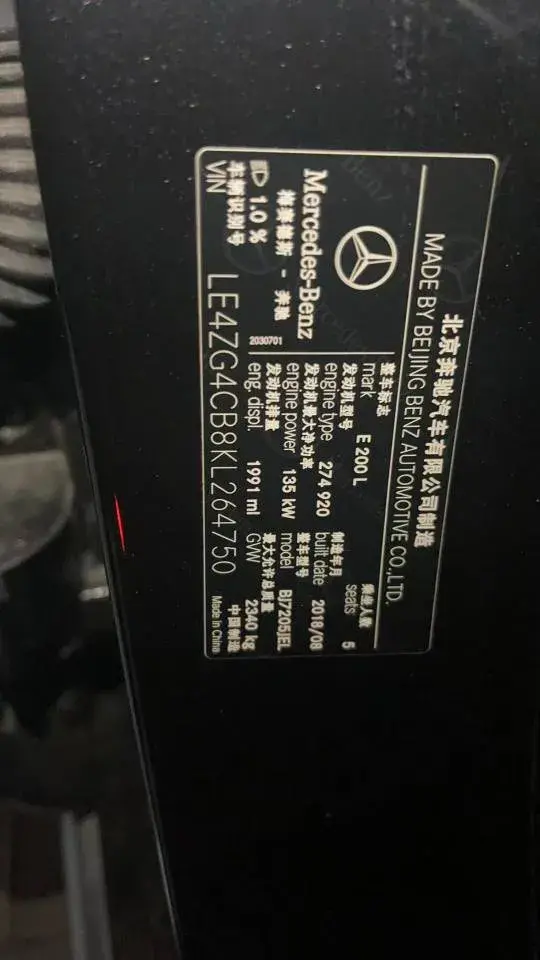 北京奔驰汽车有限公司制造
MADE BY BEIJING BENZ AUTOMOTIVE CO.,LTD.
Mercedes-Benz
梅赛德斯 - 奔驰
2030701
整车标志
mark E 200 L
乘坐人数
seats 5
发动机型号
engine type 274 920
制造年月
built date 2018/08
发动机最大净功率
engine power 135 kW
整车型号
model BJ7205JEL
发动机排量
eng. displ 1991 ml
最大允许总质量
GVW 2340 kg
1.0 %
车辆识别号
VIN LE4ZG4CB8KL264750
中国制造
Made in China